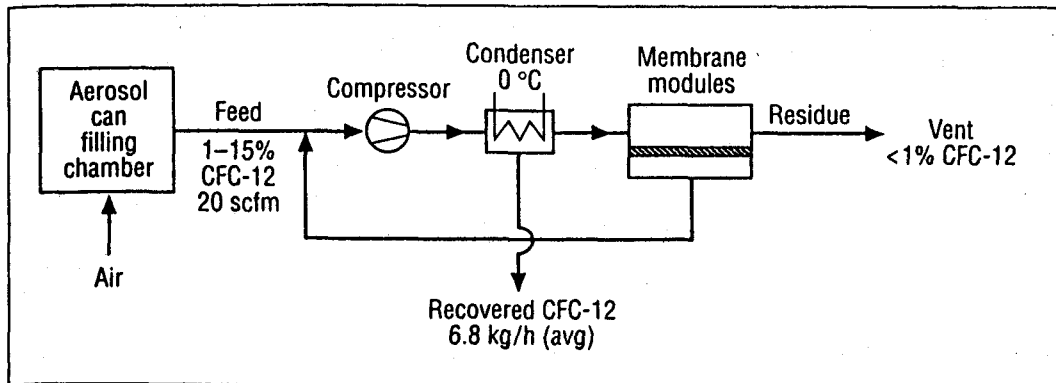 Aerosol
can
filling
chamber
Air
Feed
1–15%
CFC-12
20 scfm
Compressor
Condenser
0 °C
Membrane
modules
Residue
Vent
<1% CFC-12
Recovered CFC-12
6.8 kg/h (avg)